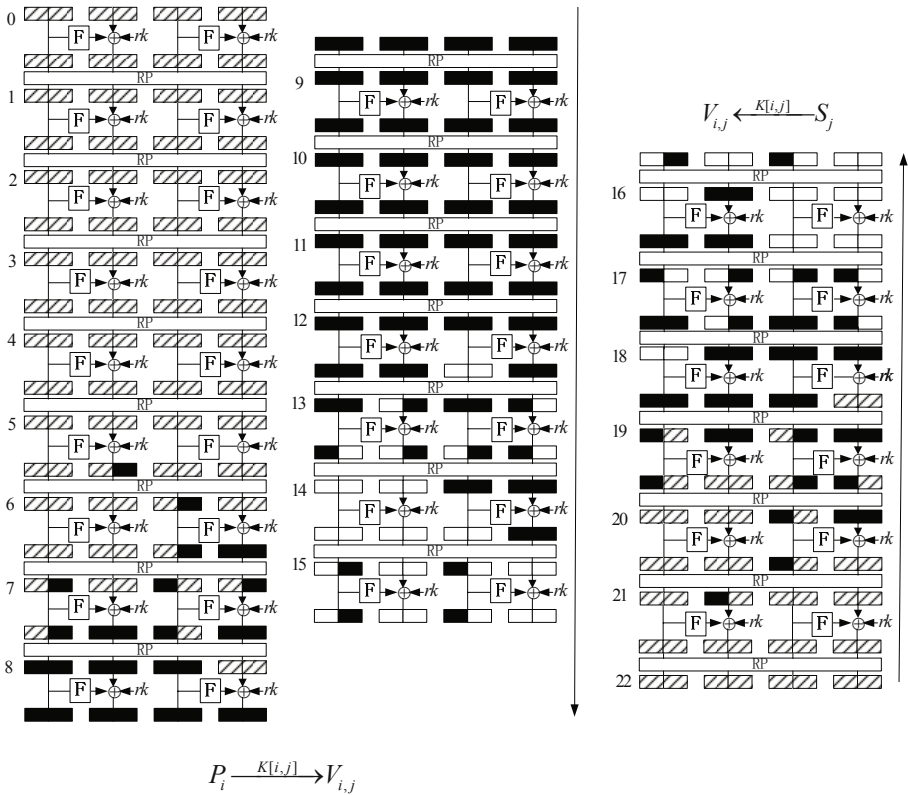 0
F rk F rk
RP
1
F rk F rk
RP
2
F rk F rk
RP
3
F rk F rk
RP
4
F rk F rk
RP
5
F rk F rk
RP
6
F rk F rk
RP
7
F rk F rk
RP
8
F rk F rk
P_i K[i,j] V_{i,j}
RP
9
F rk F rk
RP
10
F rk F rk
RP
11
F rk F rk
RP
12
F rk F rk
RP
13
F rk F rk
RP
14
F rk F rk
RP
15
F rk F rk
V_{i,j} K[i,j] S_j
RP
16
F rk F rk
RP
17
F rk F rk
RP
18
F rk F rk
RP
19
F rk F rk
RP
20
F rk F rk
RP
21
F rk F rk
RP
22